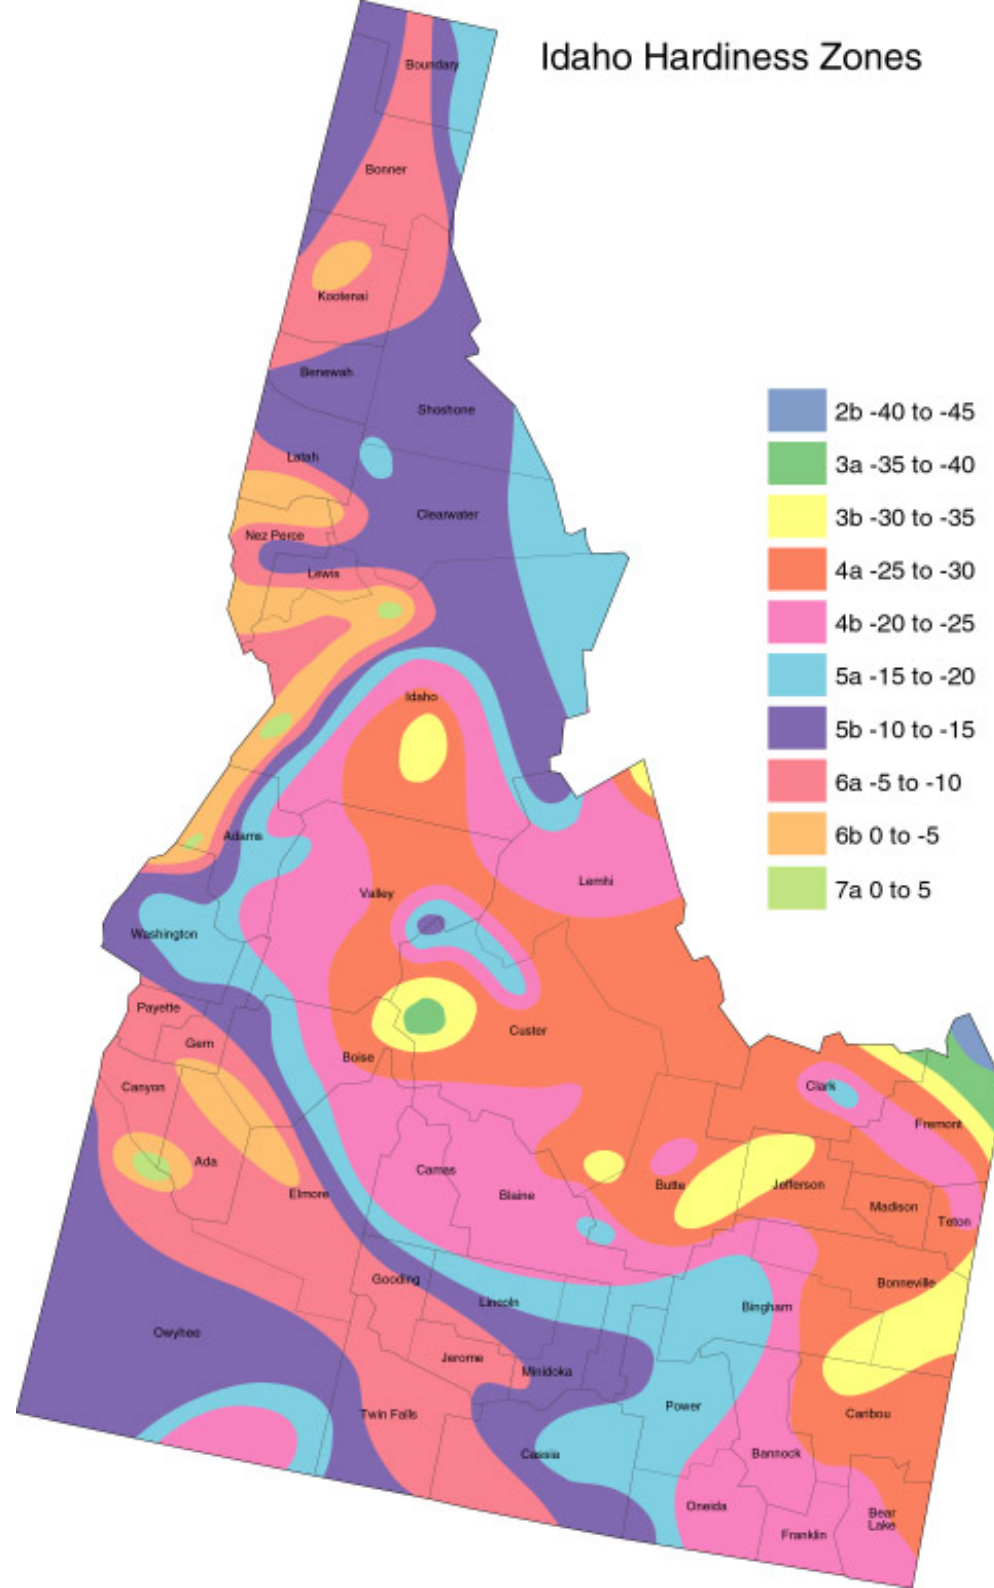 Idaho Hardiness Zones
Boundary
Bonner
Kootenai
Benewah
Shoshone
Latah
Clearwater
Nez Perce
Lewis
Idaho
Adams
Valley
Lemhi
Washington
Payette
Gem
Custer
Boise
Canyon
Clark
Fremont
Ada
Elmore
Camas
Blaine
Butte
Jefferson
Madison
Teton
Gooding
Lincoln
Bonneville
Bingham
Owyhee
Jerome
Minidoka
Twin Falls
Power
Caribou
Cassia
Bannock
Oneida
Franklin
Bear
Lake
2b -40 to -45
3a -35 to -40
3b -30 to -35
4a -25 to -30
4b -20 to -25
5a -15 to -20
5b -10 to -15
6a -5 to -10
6b 0 to -5
7a 0 to 5